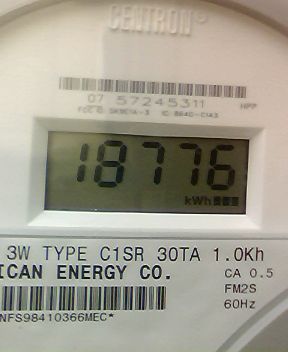 CENTRON®
07 57245311 HPP
18776
kWh
3W TYPE C1SR 30TA 1.0Kh
ICAN ENERGY CO.
CA 0.5
FM2S
60Hz
NFS98410366MEC*